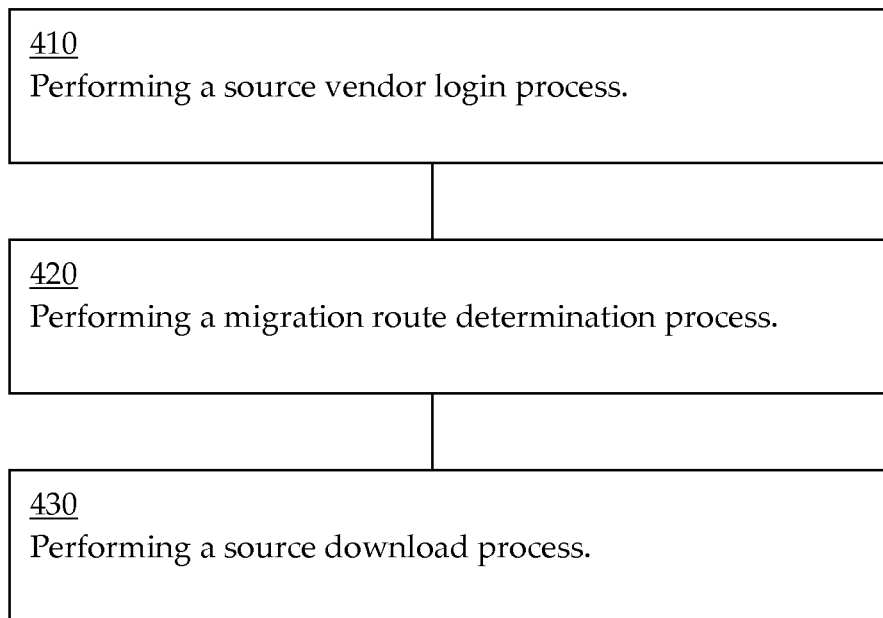 410
Performing a source vendor login process.
420
Performing a migration route determination process.
430
Performing a source download process.